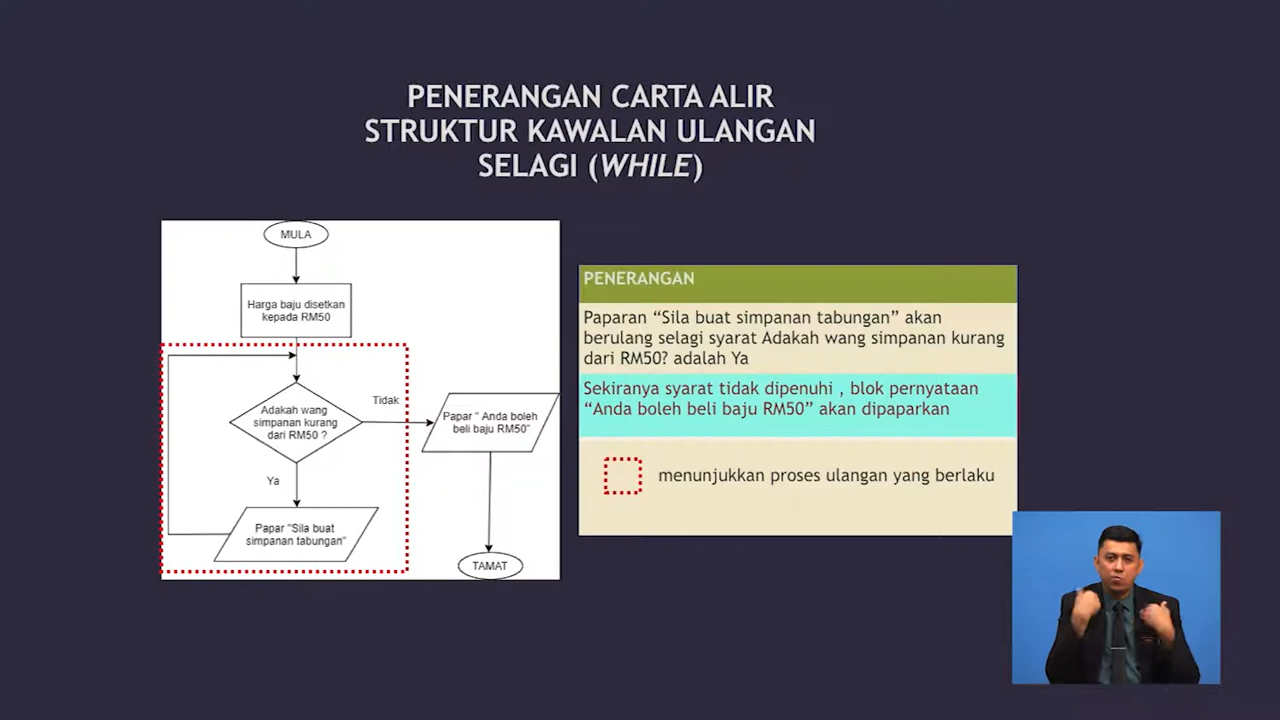 PENERANGAN CARTA ALIR
STRUKTUR KAWALAN ULANGAN
SELAGI (WHILE)
MULA
Harga baju disetkan
kepada RM50
Adakah wang
simpanan kurang
dari RM50 ?
Tidak
Ya
Papar "Sila buat
simpanan tabungan"
Papar " Anda boleh
beli baju RM50"
TAMAT
PENERANGAN
Paparan “Sila buat simpanan tabungan” akan
berulang selagi syarat Adakah wang simpanan kurang
dari RM50? adalah Ya
Sekiranya syarat tidak dipenuhi , blok pernyataan
“Anda boleh beli baju RM50” akan dipaparkan
menunjukkan proses ulangan yang berlaku